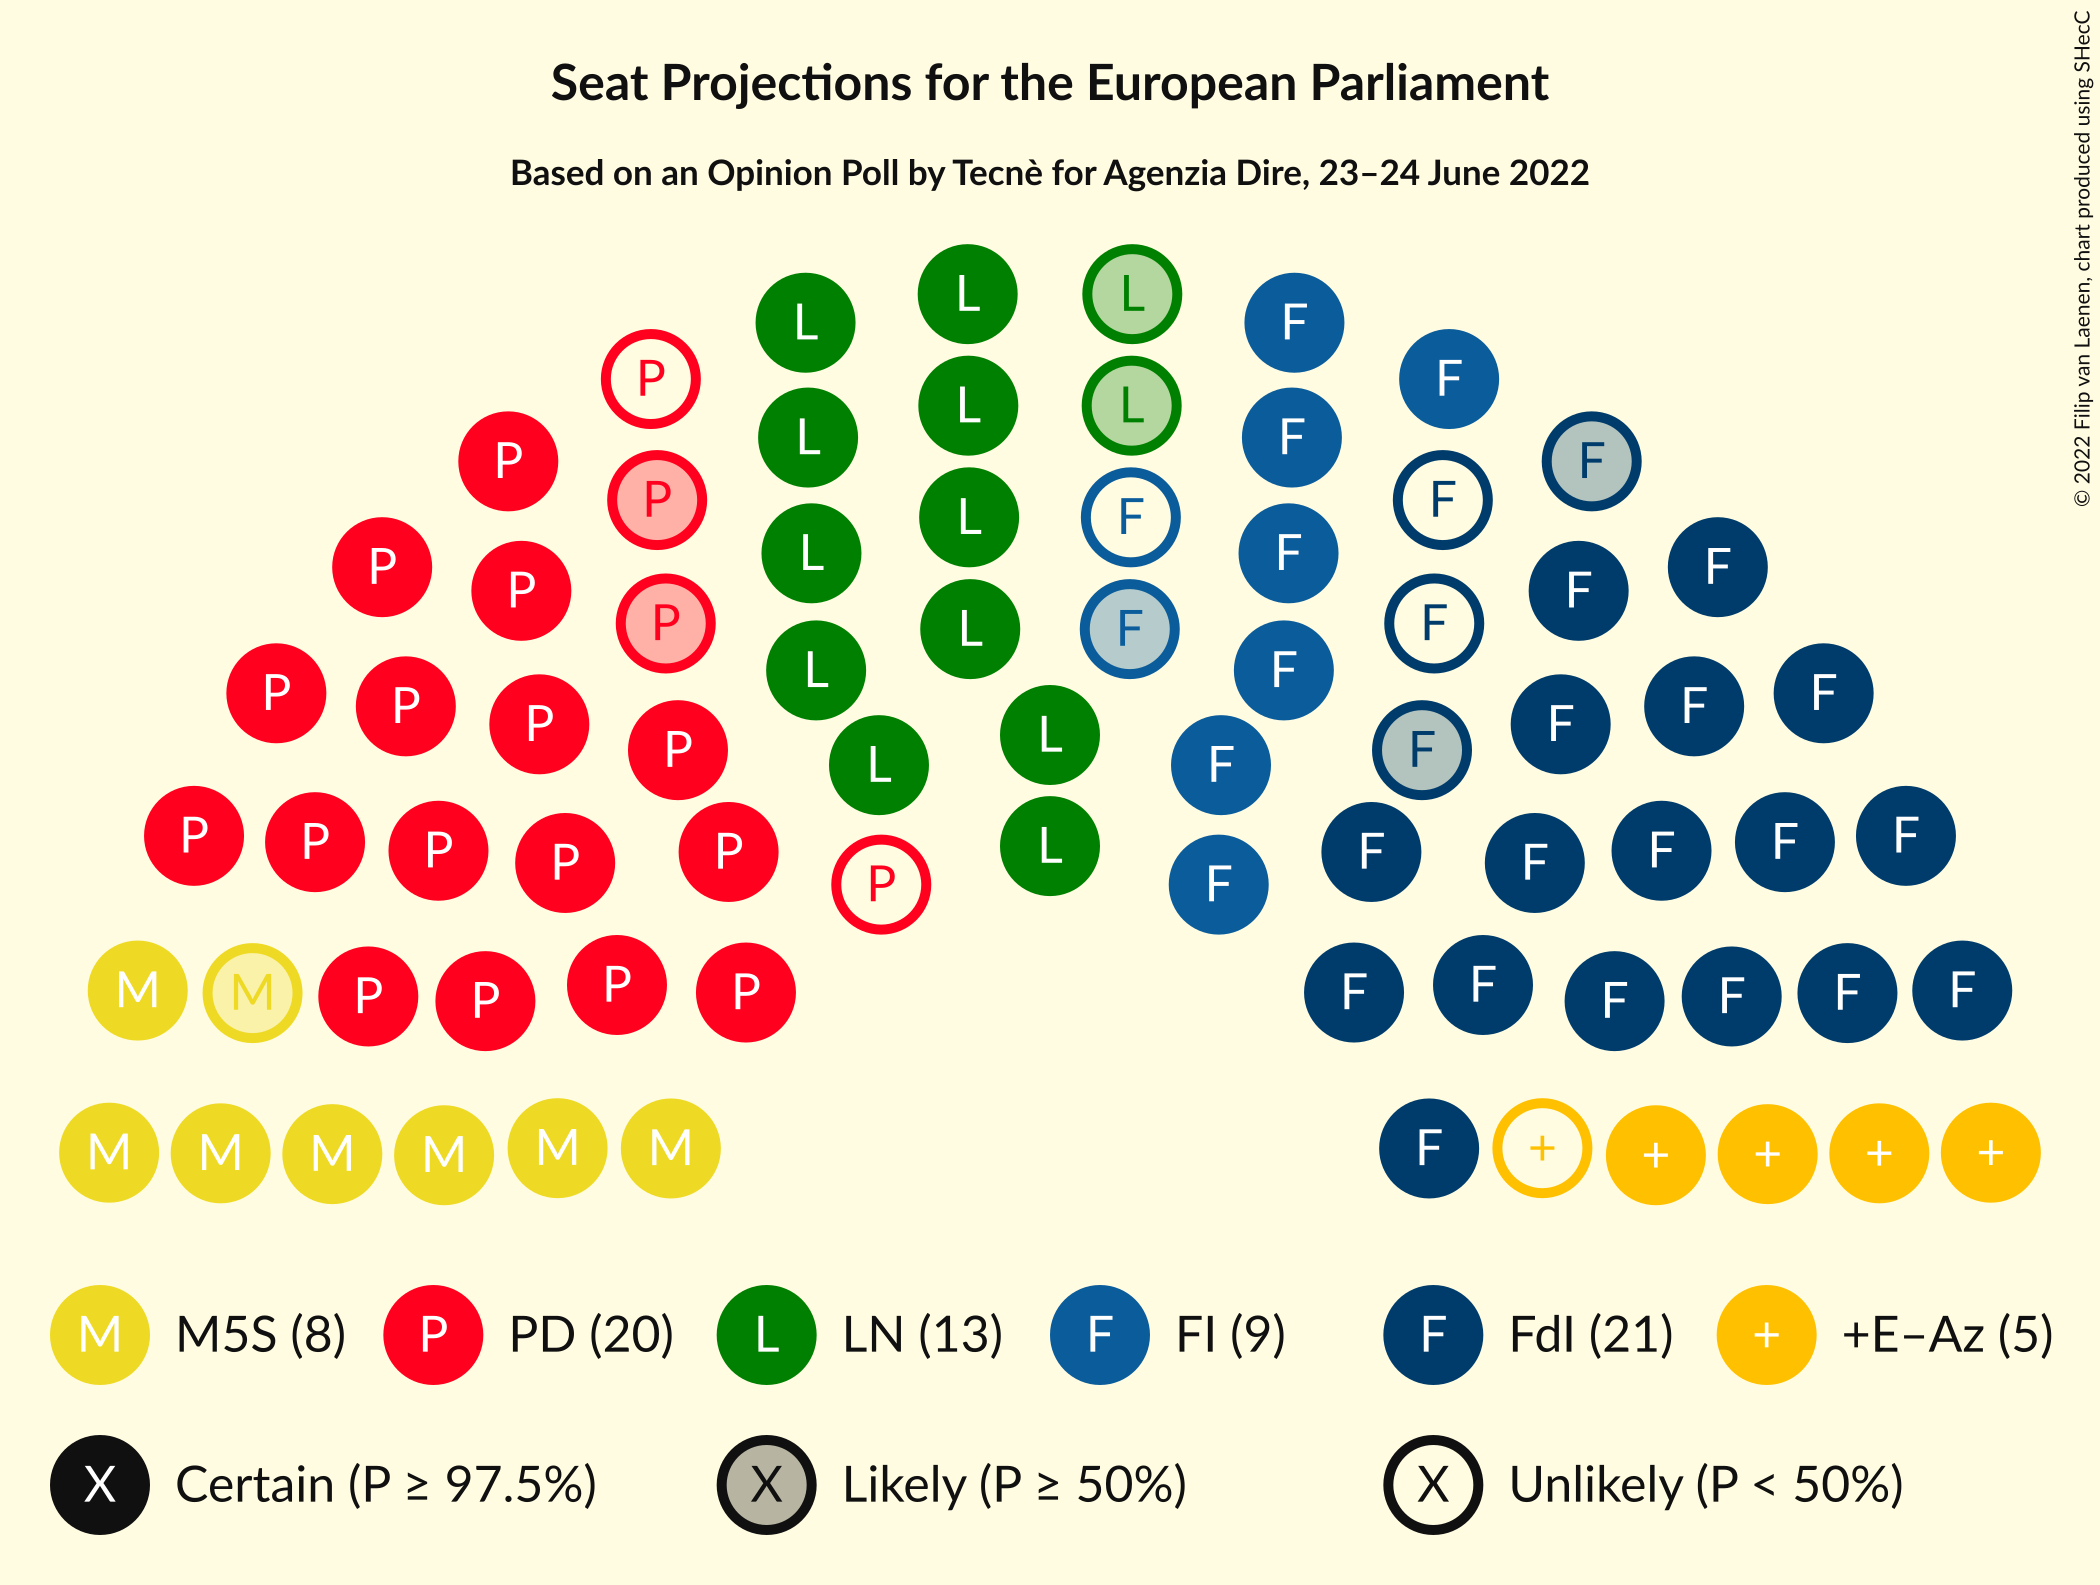 Seat Projections for the European Parliament
Based on an Opinion Poll by Tecnè for Agenzia Dire, 23–24 June 2022
© 2022 Filip van Laenen, chart produced using SHecC
L L
L F
P F
L L
P L F
P F F
L F
P L F
P F F
P L F
P F F
L F
P L F
P P F F
P P F F
P P F F
L
L F
P P P P P F F F F F
L
P F
M M P P P P F F F F F F
M M M M M M F + + + + +
M M5S (8) P PD (20) L LN (13) F FI (9) F FdI (21) + +E–Az (5)
X Certain (P ≥ 97.5%) X Likely (P ≥ 50%) X Unlikely (P < 50%)